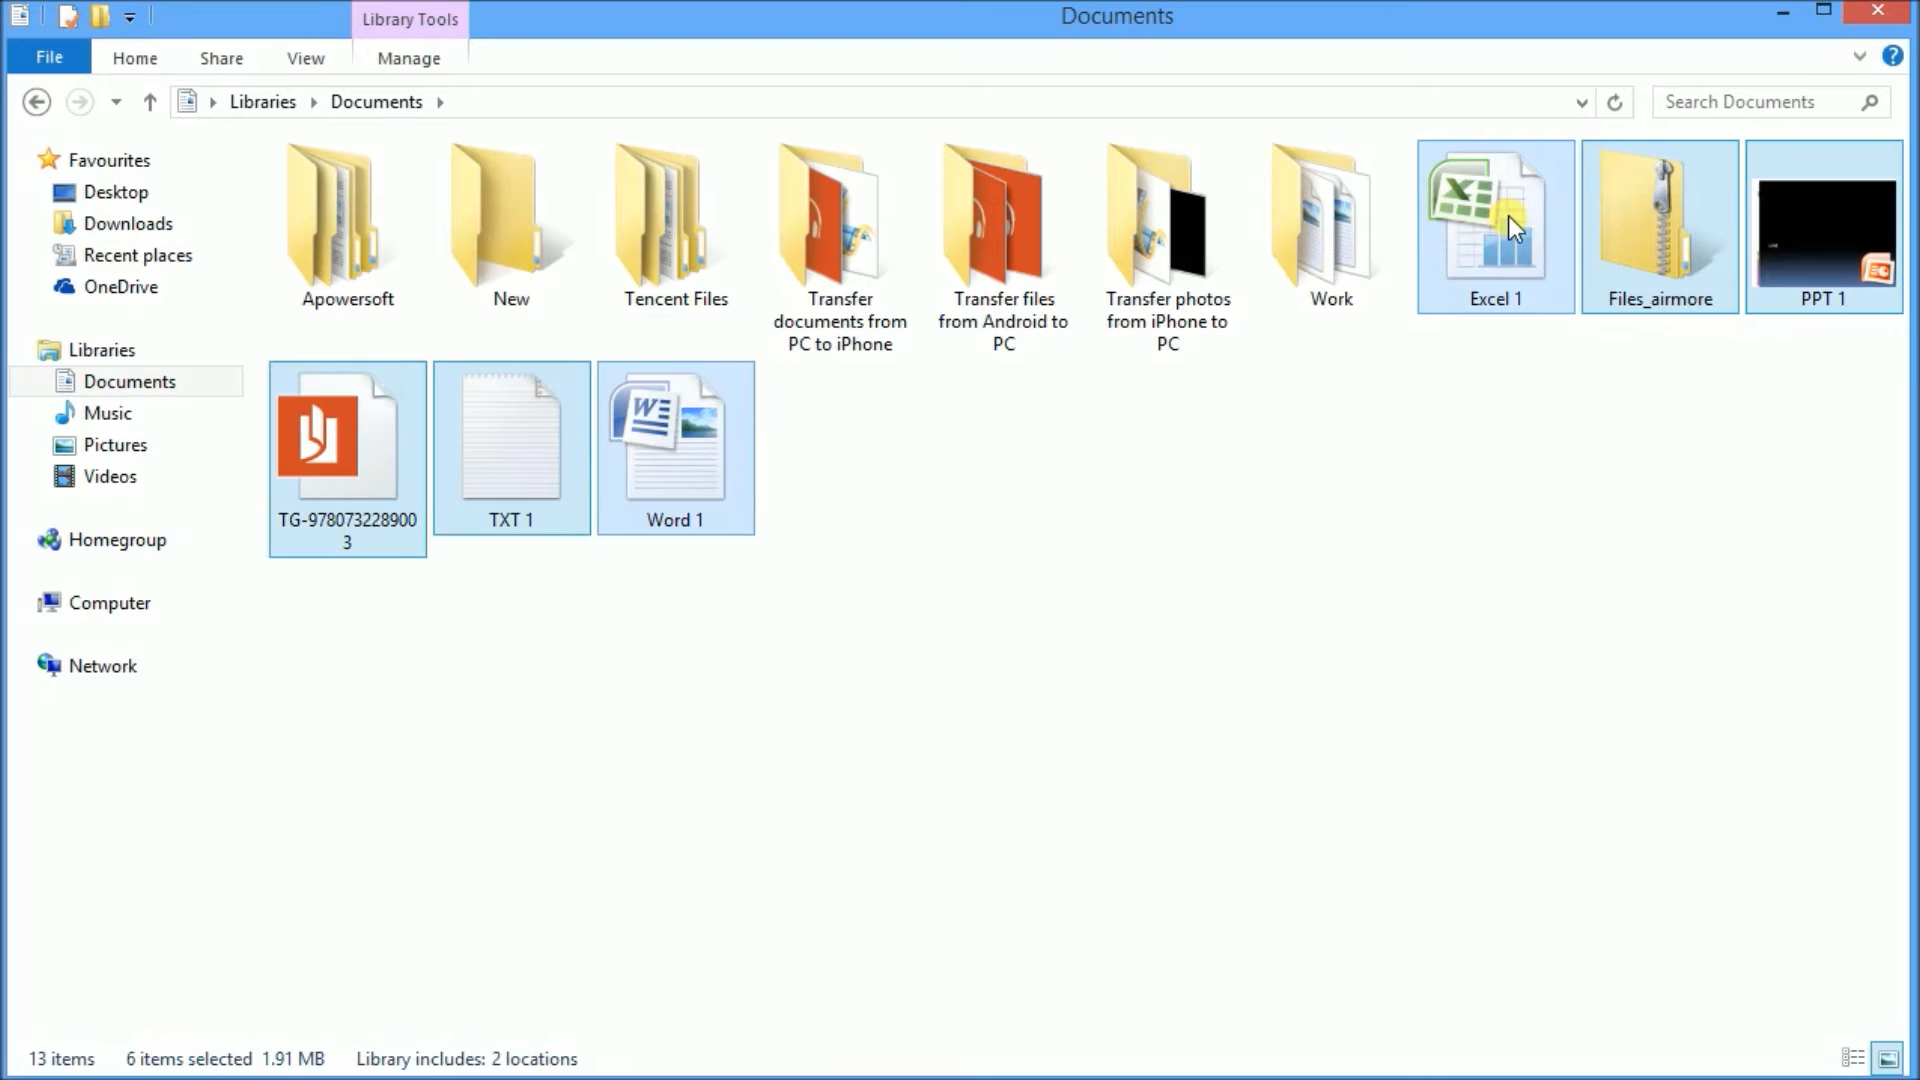 Library Tools
Documents
File
Home
Share
View
Manage
Libraries
Documents
Search Documents
Favourites
Desktop
Downloads
Recent places
OneDrive
Libraries
Documents
Music
Pictures
Videos
Homegroup
Computer
Network
Apowersoft
New
Tencent Files
Transfer
documents from
PC to iPhone
Transfer files
from Android to
PC
Transfer photos
from iPhone to
PC
Work
Excel 1
Files_airmore
PPT 1
TG-978073228900
3
TXT 1
Word 1
13 items 6 items selected 1.91 MB Library includes: 2 locations